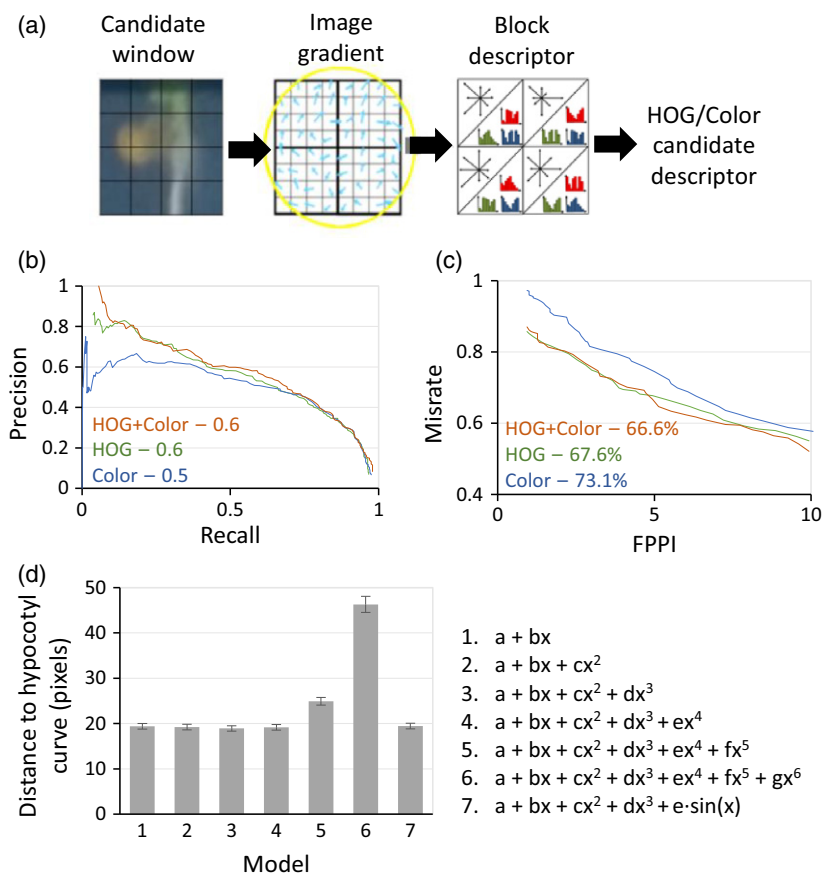 (a)
Candidate
window
Image
gradient
Block
descriptor
HOG/Color
candidate
descriptor
(b)
Precision
1
0.8
0.6
0.4
0.2
0
HOG+Color – 0.6
HOG – 0.6
Color – 0.5
0
0.5
1
Recall
(c)
Misrate
1
0.8
0.6
0.4
HOG+Color – 66.6%
HOG – 67.6%
Color – 73.1%
0
5
10
FPPI
(d)
Distance to hypocotyl
curve (pixels)
50
40
30
20
10
0
1 2 3 4 5 6 7
Model
1. a + bx
2. a + bx + cx²
3. a + bx + cx² + dx³
4. a + bx + cx² + dx³ + ex⁴
5. a + bx + cx² + dx³ + ex⁴ + fx⁵
6. a + bx + cx² + dx³ + ex⁴ + fx⁵ + gx⁶
7. a + bx + cx² + dx³ + e·sin(x)